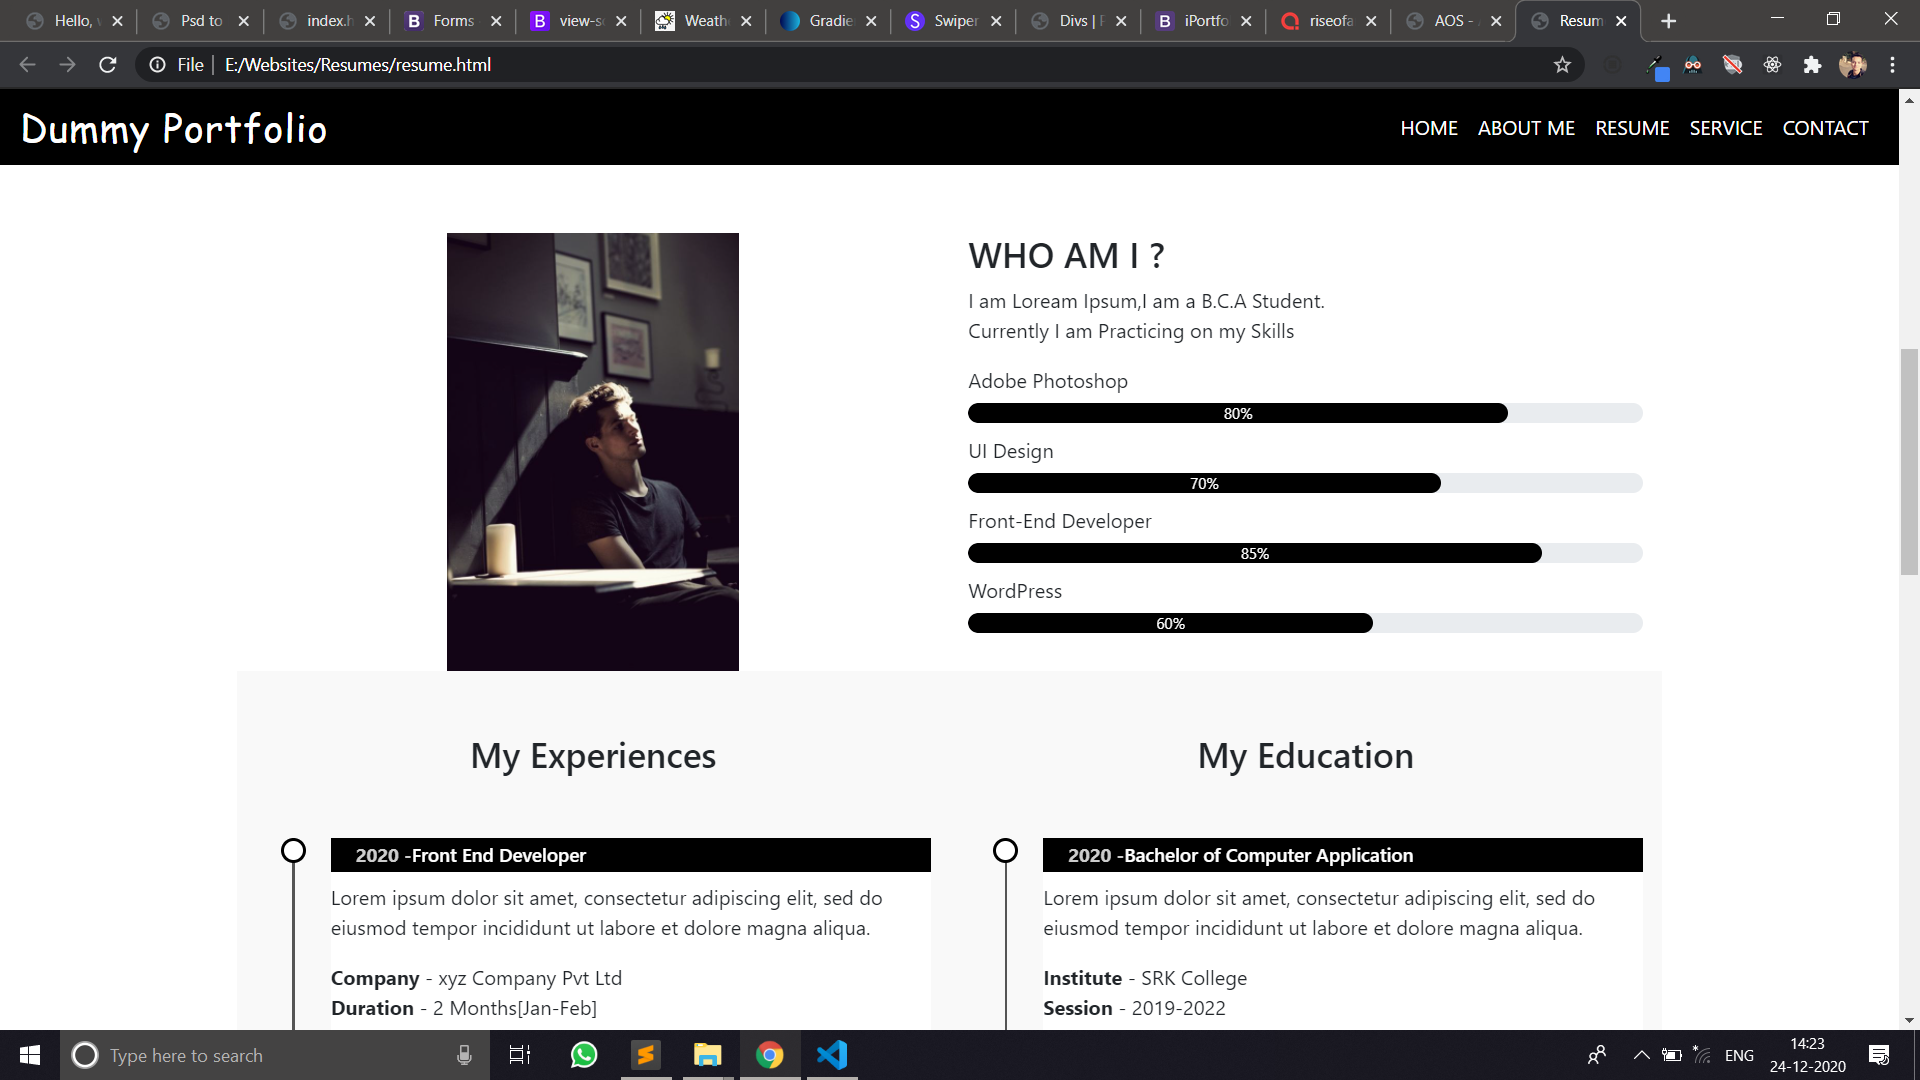 Hello, Psd to index.h Forms view-s Weath Gradie Swiper Divs | iPortfo riseofa AOS - Resum
File E:/Websites/Resumes/resume.html
Dummy Portfolio HOME ABOUT ME RESUME SERVICE CONTACT
WHO AM I ?
I am Loream Ipsum,I am a B.C.A Student.
Currently I am Practicing on my Skills
Adobe Photoshop
80%
UI Design
70%
Front-End Developer
85%
WordPress
60%
My Experiences
2020 -Front End Developer
Lorem ipsum dolor sit amet, consectetur adipiscing elit, sed do
eiusmod tempor incididunt ut labore et dolore magna aliqua.
Company - xyz Company Pvt Ltd
Duration - 2 Months[Jan-Feb]
My Education
2020 -Bachelor of Computer Application
Lorem ipsum dolor sit amet, consectetur adipiscing elit, sed do
eiusmod tempor incididunt ut labore et dolore magna aliqua.
Institute - SRK College
Session - 2019-2022
Type here to search
ENG
14:23
24-12-2020